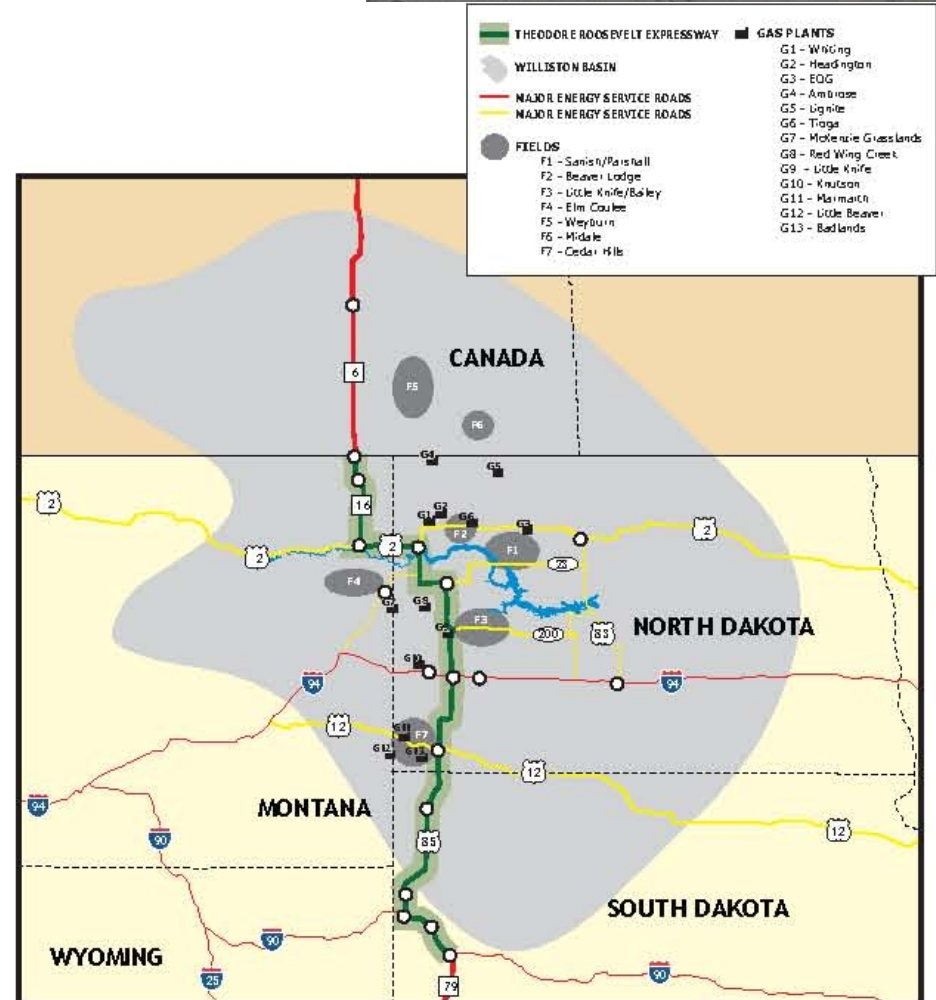 THEODORE ROOSEVELT EXPRESSWAY
WILLISTON BASIN
MAJOR ENERGY SERVICE ROADS
MAJOR ENERGY SERVICE ROADS
FIELDS
F1 - Sanish/Parshall
F2 - Beaver Lodge
F3 - Little Knife/Bailey
F4 - Elm Coulee
F5 - Weyburn
F6 - Midale
F7 - Cedar Hills
GAS PLANTS
G1 - Whiting
G2 - Headington
G3 - EOG
G4 - Ambrose
G5 - Lignite
G6 - Tioga
G7 - McKenzie Grasslands
G8 - Red Wing Creek
G9 - Little Knife
G10 - Knutson
G11 - Marmarth
G12 - Little Beaver
G13 - Badlands
CANADA
6
F5
F6
G4
G5
16
2
2
2
2
G1
G2
G6
F2
F1
23
F4
F3
200
83
NORTH DAKOTA
G10
94
94
12
G11
F7
G12
G13
12
12
MONTANA
94
90
85
SOUTH DAKOTA
WYOMING
90
25
79
90